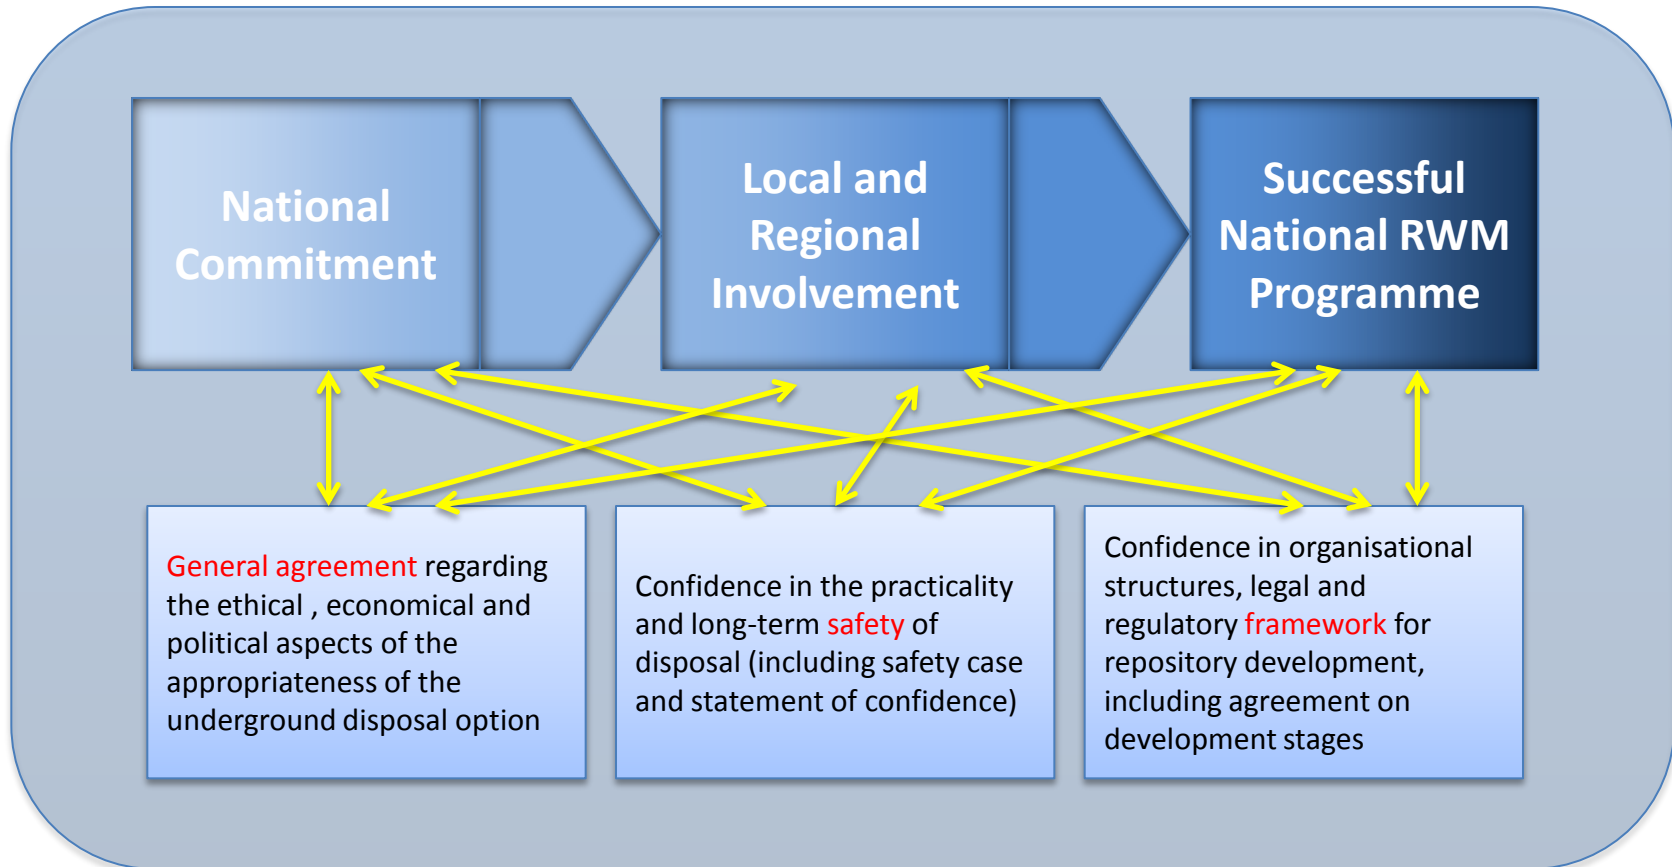 National
Commitment
Local and
Regional
Involvement
Successful
National RWM
Programme
General agreement regarding
the ethical , economical and
political aspects of the
appropriateness of the
underground disposal option
Confidence in the practicality
and long-term safety of
disposal (including safety case
and statement of confidence)
Confidence in organisational
structures, legal and
regulatory framework for
repository development,
including agreement on
development stages